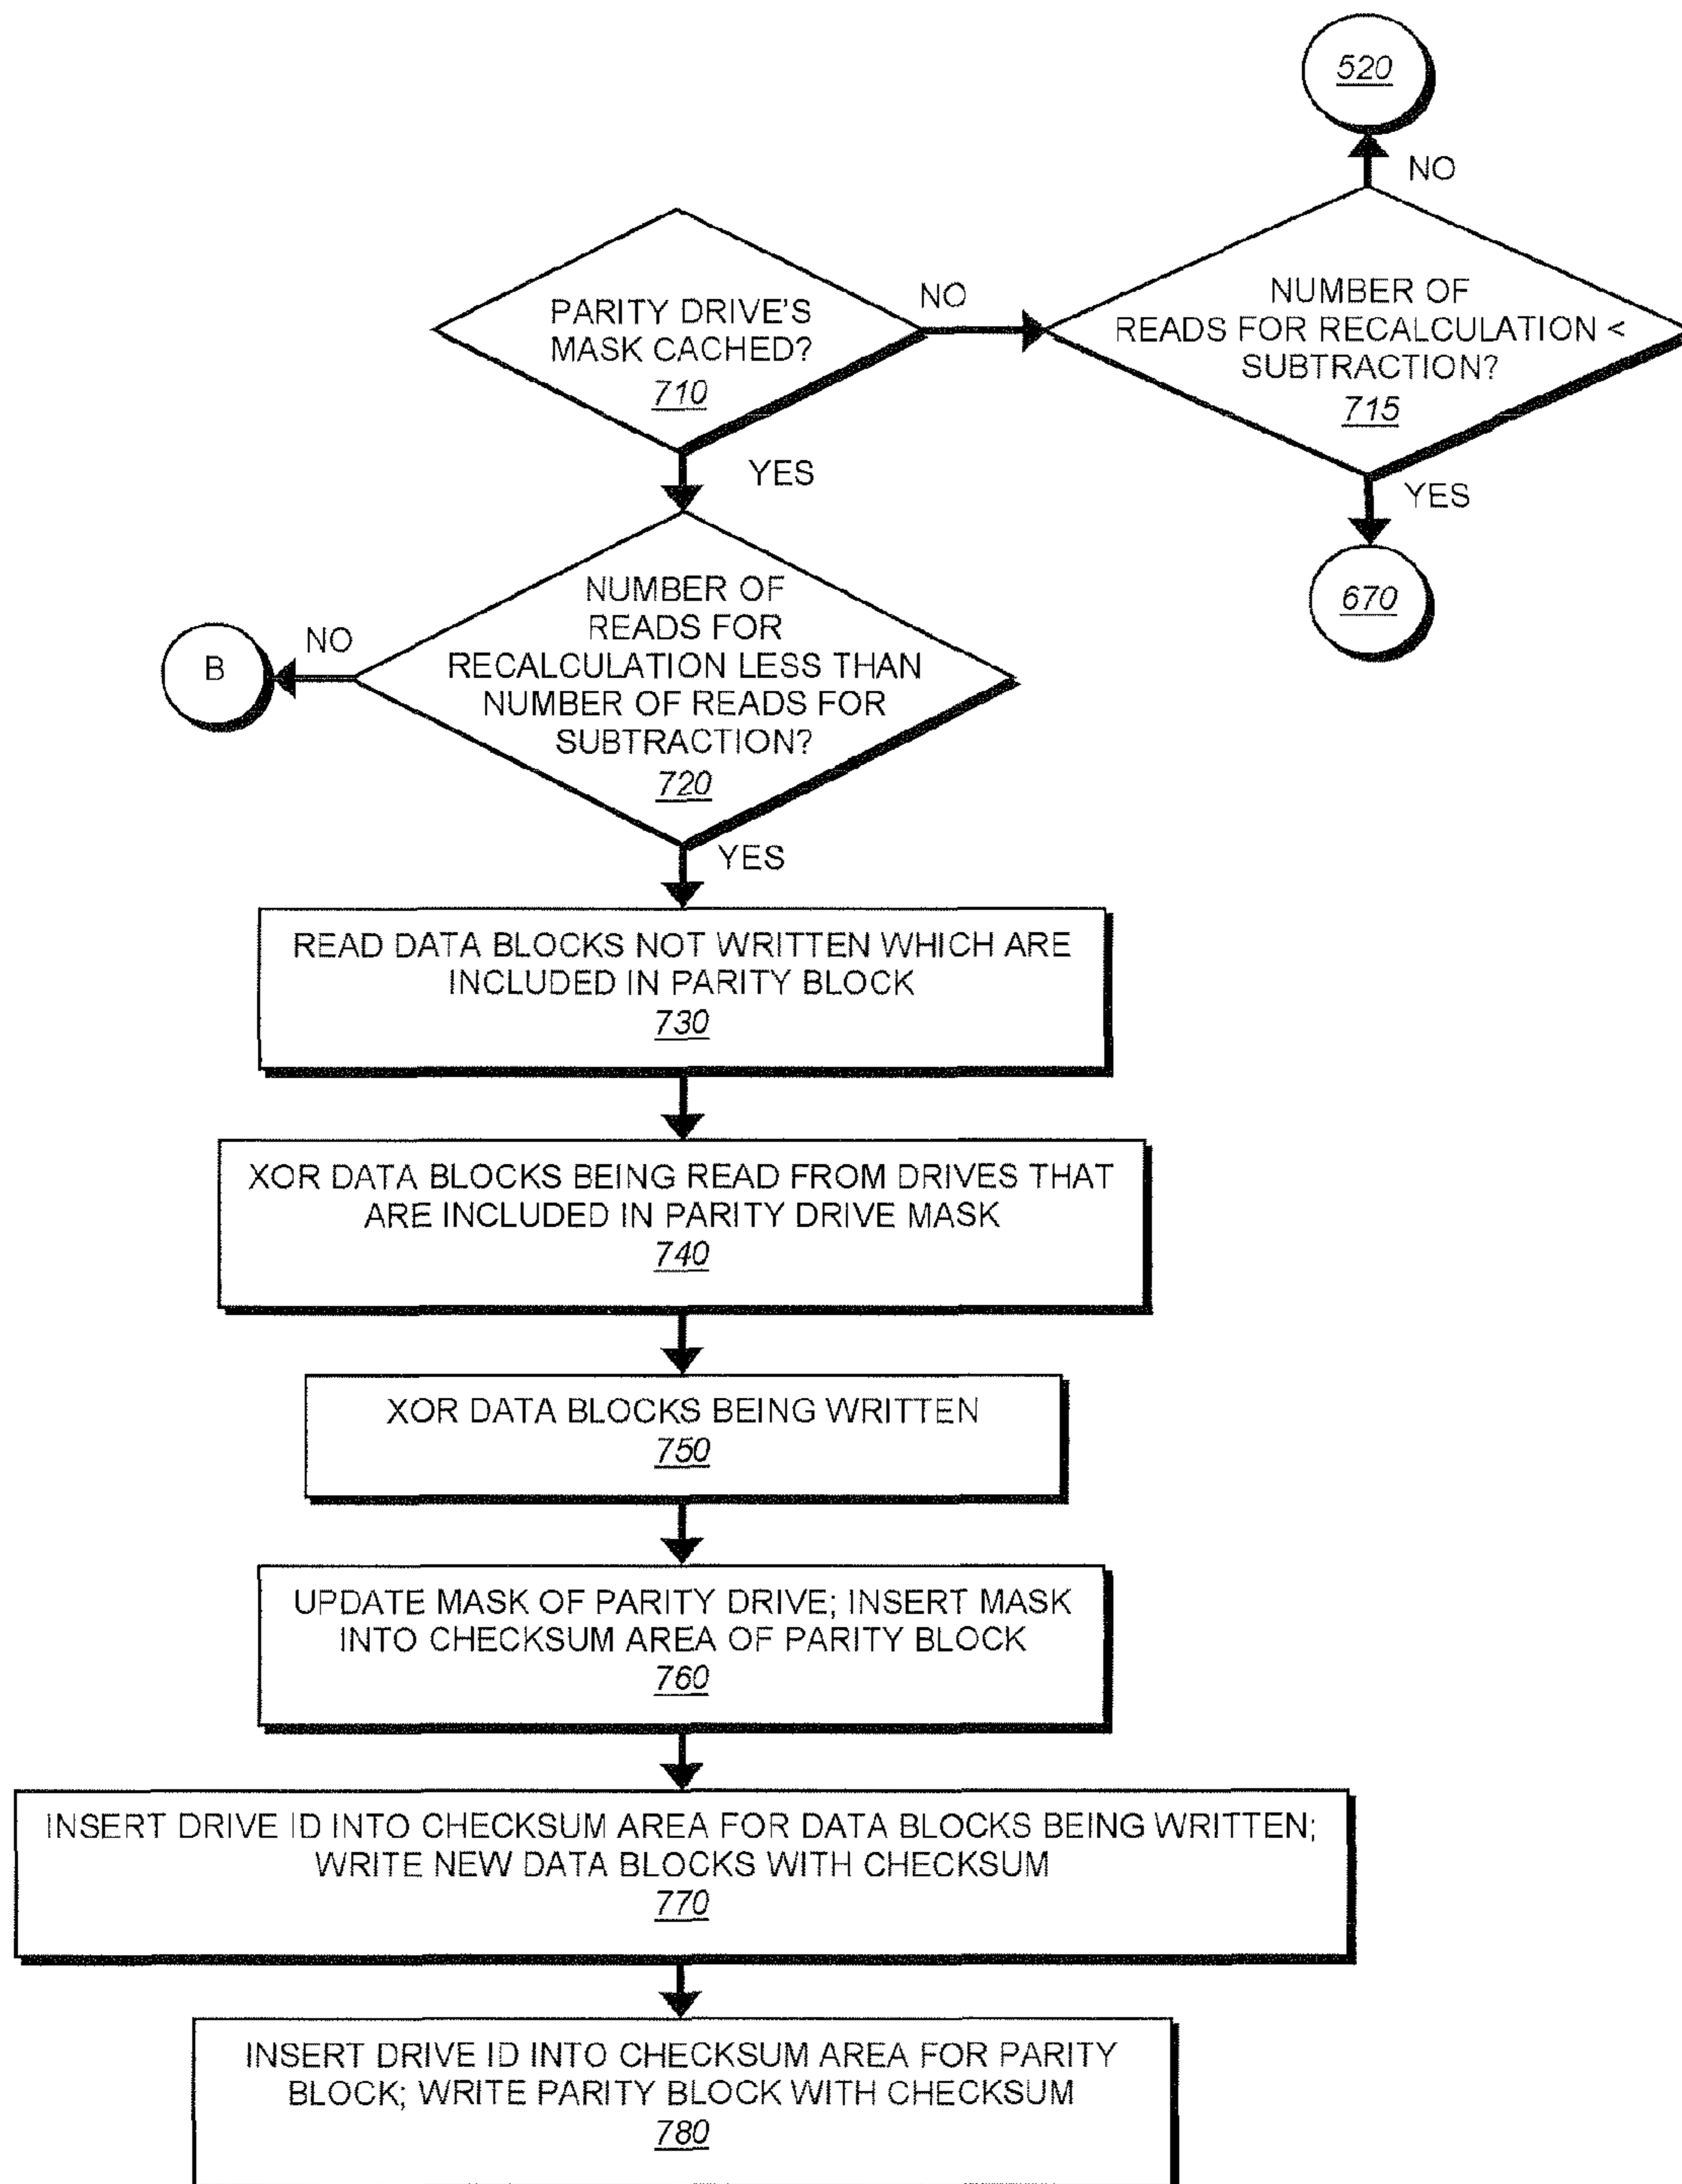 520
NO
PARITY DRIVE'S
MASK CACHED?
710
NO
NUMBER OF
READS FOR RECALCULATION <
SUBTRACTION?
715
YES
YES
670
NUMBER OF
READS FOR
RECALCULATION LESS THAN
NUMBER OF READS FOR
SUBTRACTION?
720
NO
B
YES
READ DATA BLOCKS NOT WRITTEN WHICH ARE
INCLUDED IN PARITY BLOCK
730
XOR DATA BLOCKS BEING READ FROM DRIVES THAT
ARE INCLUDED IN PARITY DRIVE MASK
740
XOR DATA BLOCKS BEING WRITTEN
750
UPDATE MASK OF PARITY DRIVE; INSERT MASK
INTO CHECKSUM AREA OF PARITY BLOCK
760
INSERT DRIVE ID INTO CHECKSUM AREA FOR DATA BLOCKS BEING WRITTEN;
WRITE NEW DATA BLOCKS WITH CHECKSUM
770
INSERT DRIVE ID INTO CHECKSUM AREA FOR PARITY
BLOCK; WRITE PARITY BLOCK WITH CHECKSUM
780